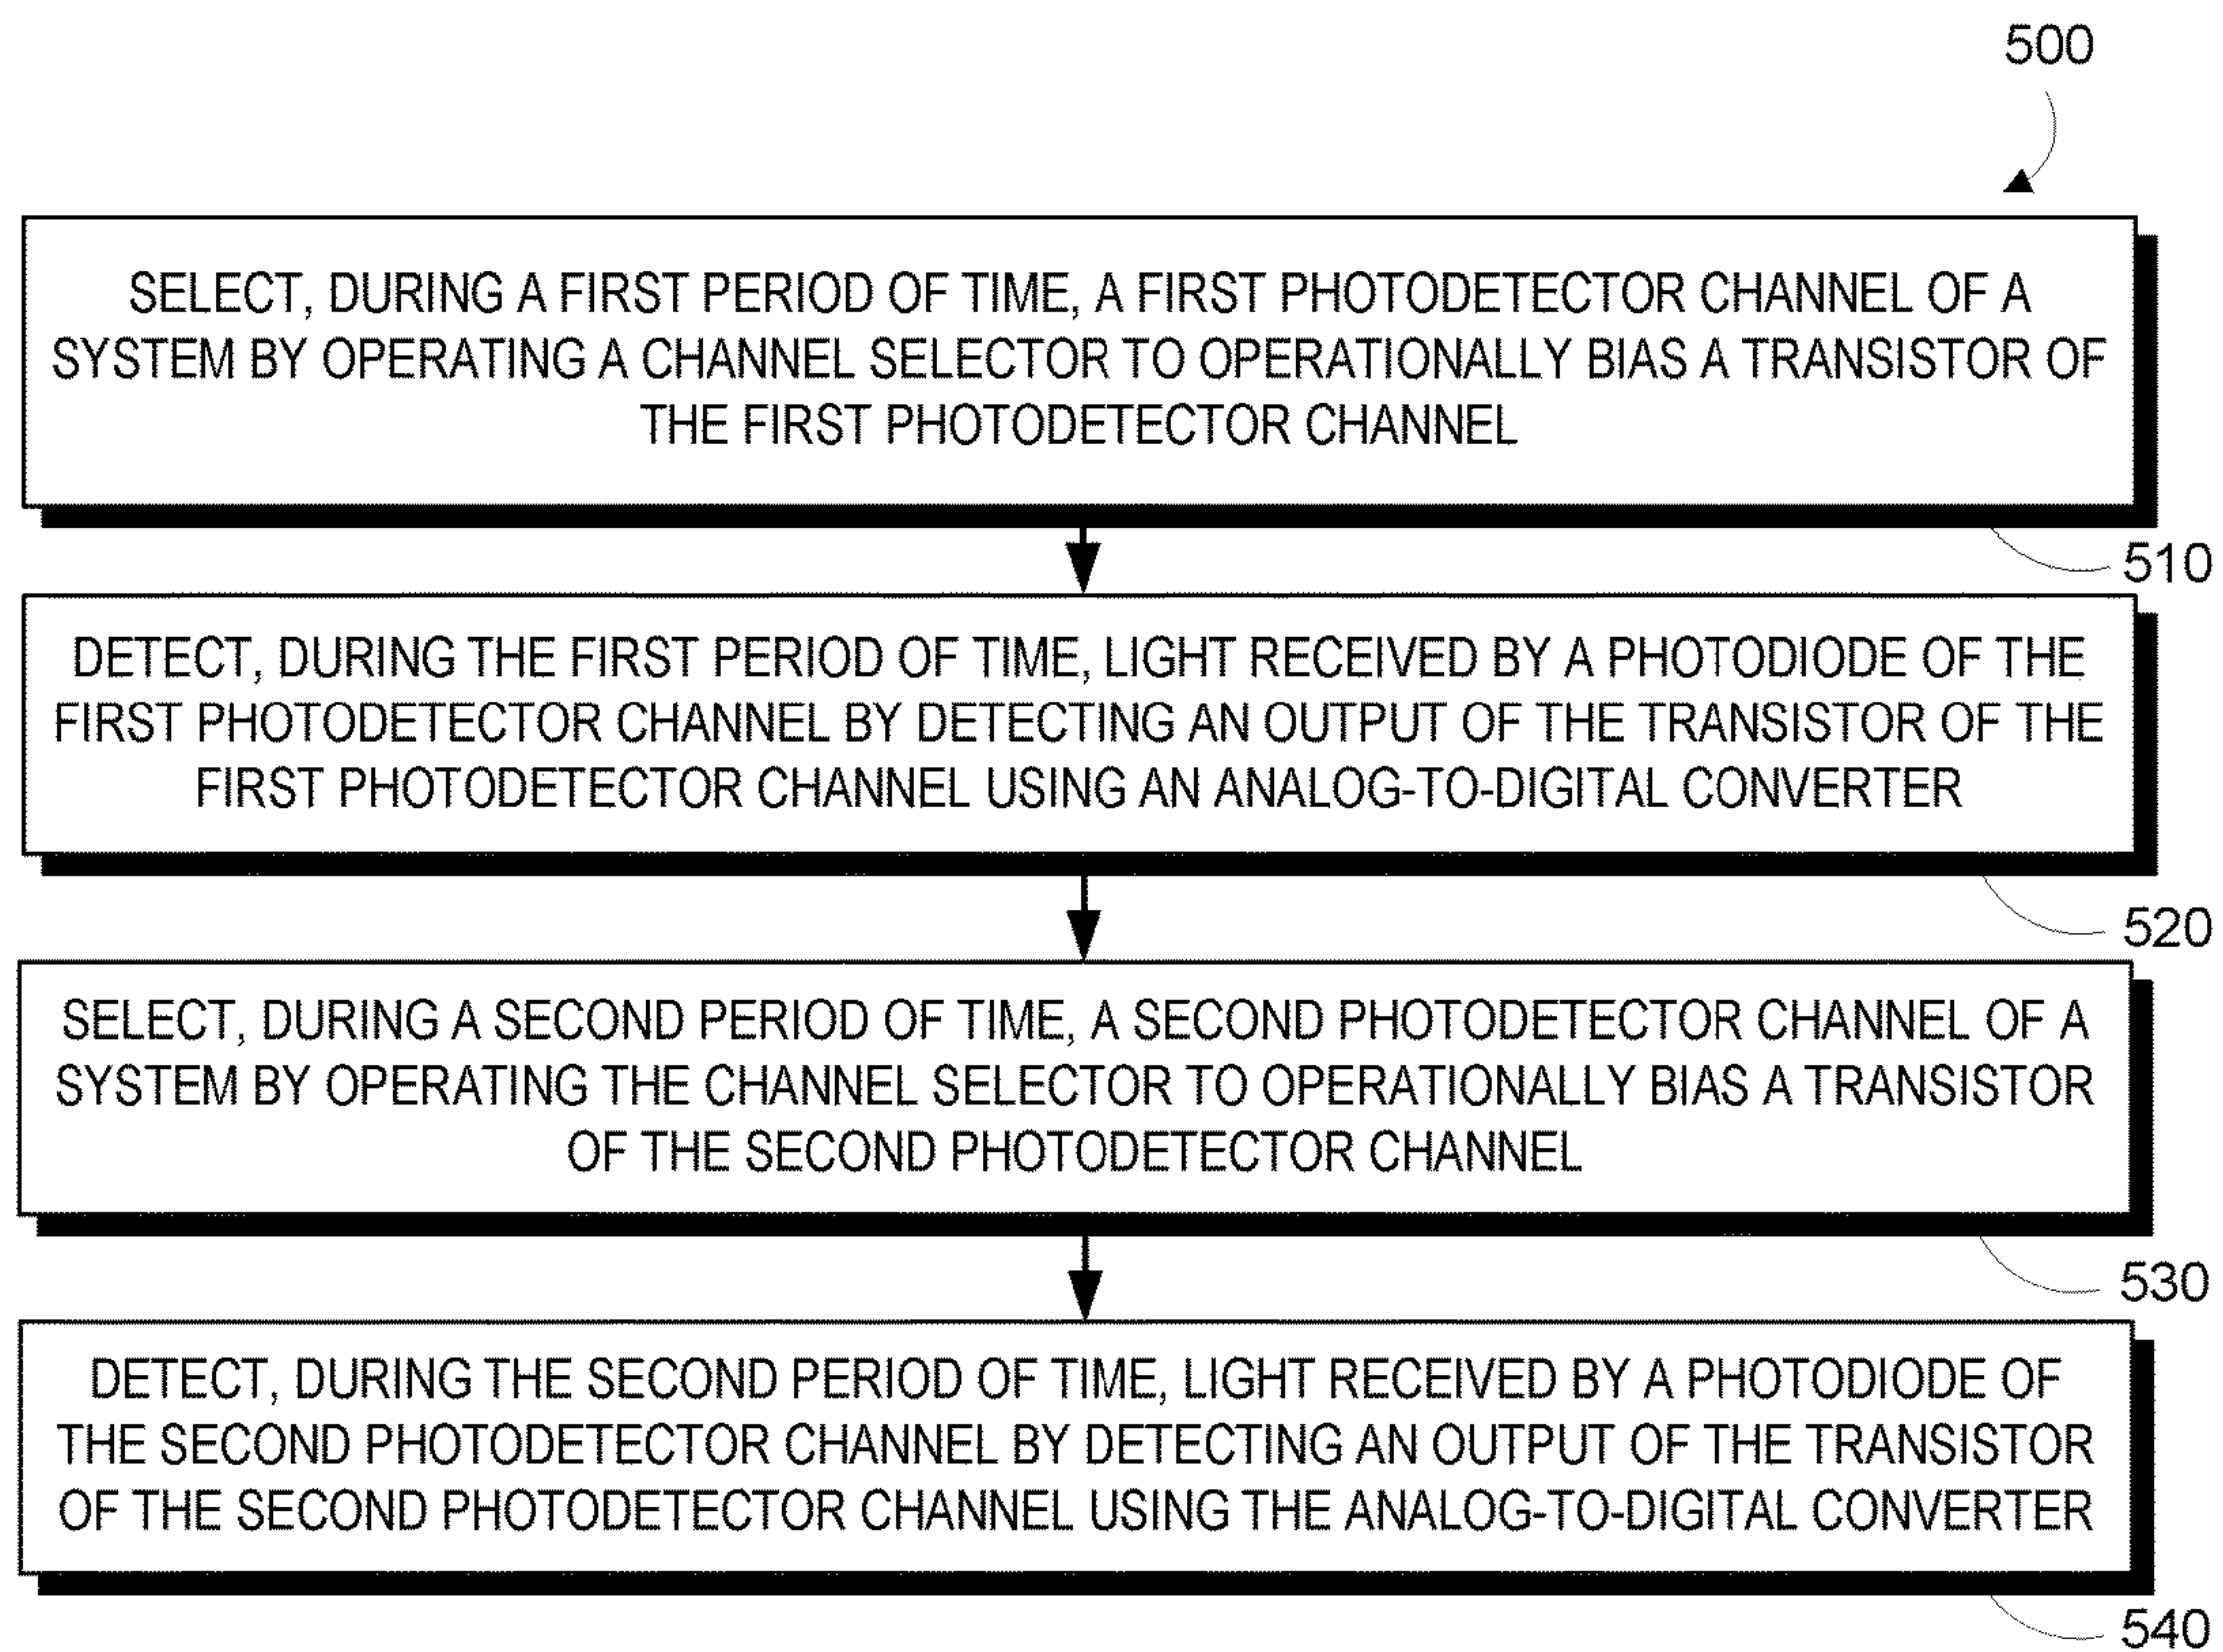 500
SELECT, DURING A FIRST PERIOD OF TIME, A FIRST PHOTODETECTOR CHANNEL OF A
SYSTEM BY OPERATING A CHANNEL SELECTOR TO OPERATIONALLY BIAS A TRANSISTOR OF
THE FIRST PHOTODETECTOR CHANNEL
510
DETECT, DURING THE FIRST PERIOD OF TIME, LIGHT RECEIVED BY A PHOTODIODE OF THE
FIRST PHOTODETECTOR CHANNEL BY DETECTING AN OUTPUT OF THE TRANSISTOR OF THE
FIRST PHOTODETECTOR CHANNEL USING AN ANALOG-TO-DIGITAL CONVERTER
520
SELECT, DURING A SECOND PERIOD OF TIME, A SECOND PHOTODETECTOR CHANNEL OF A
SYSTEM BY OPERATING THE CHANNEL SELECTOR TO OPERATIONALLY BIAS A TRANSISTOR
OF THE SECOND PHOTODETECTOR CHANNEL
530
DETECT, DURING THE SECOND PERIOD OF TIME, LIGHT RECEIVED BY A PHOTODIODE OF
THE SECOND PHOTODETECTOR CHANNEL BY DETECTING AN OUTPUT OF THE TRANSISTOR
OF THE SECOND PHOTODETECTOR CHANNEL USING THE ANALOG-TO-DIGITAL CONVERTER
540